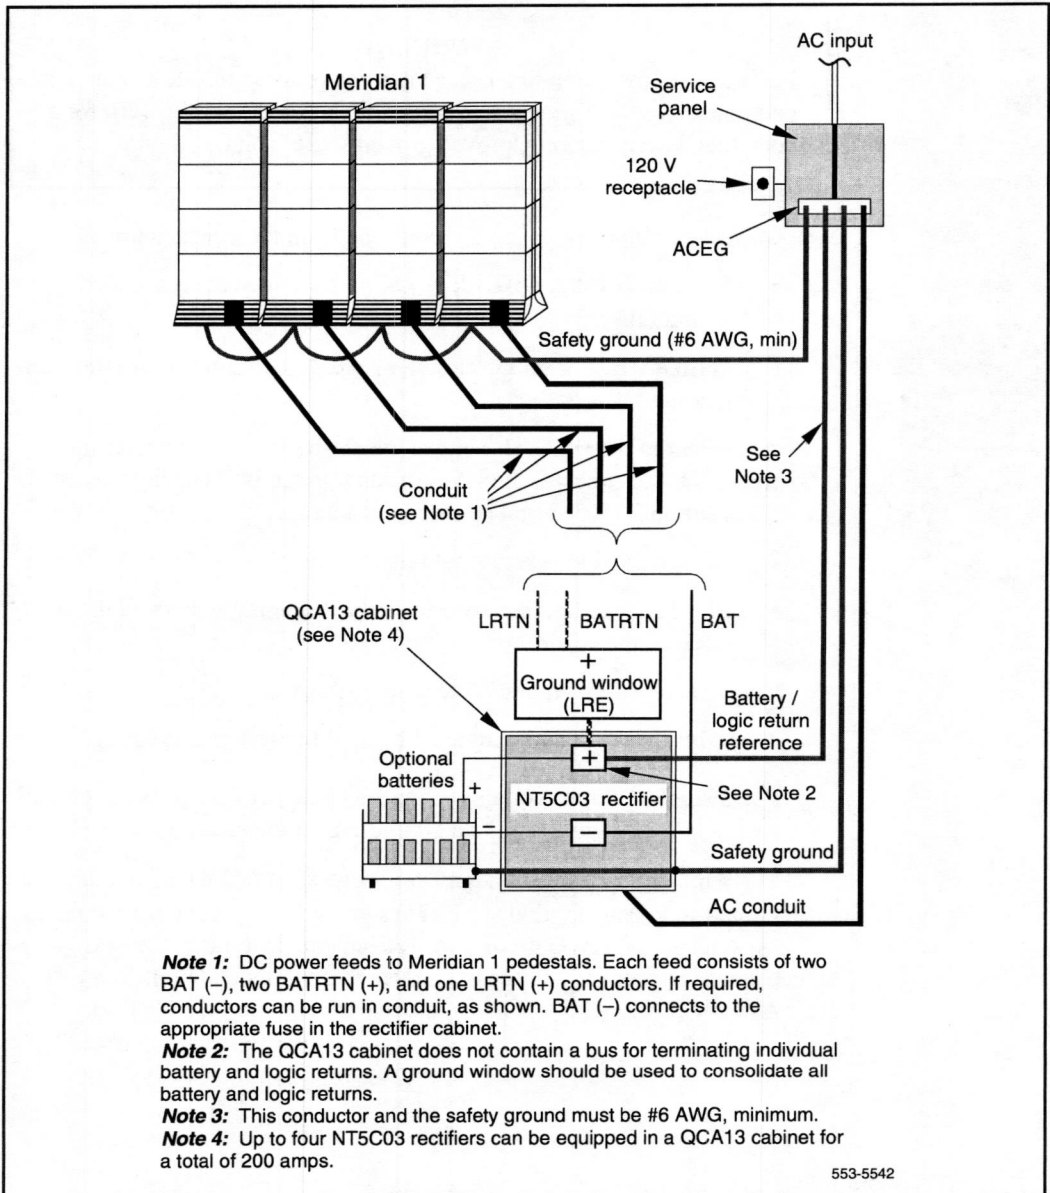 AC input
Meridian 1
Service
panel
120 V
receptacle
ACEG
Safety ground (#6 AWG, min)
See
Note 3
Conduit
(see Note 1)
QCA13 cabinet
(see Note 4)
LRTN
BATRTN
BAT
+
Ground window
(LRE)
Battery /
logic return
reference
Optional
batteries
+
+
See Note 2
NT5C03 rectifier
–
–
Safety ground
AC conduit
Note 1: DC power feeds to Meridian 1 pedestals. Each feed consists of two
BAT (–), two BATRTN (+), and one LRTN (+) conductors. If required,
conductors can be run in conduit, as shown. BAT (–) connects to the
appropriate fuse in the rectifier cabinet.
Note 2: The QCA13 cabinet does not contain a bus for terminating individual
battery and logic returns. A ground window should be used to consolidate all
battery and logic returns.
Note 3: This conductor and the safety ground must be #6 AWG, minimum.
Note 4: Up to four NT5C03 rectifiers can be equipped in a QCA13 cabinet for
a total of 200 amps.
553-5542